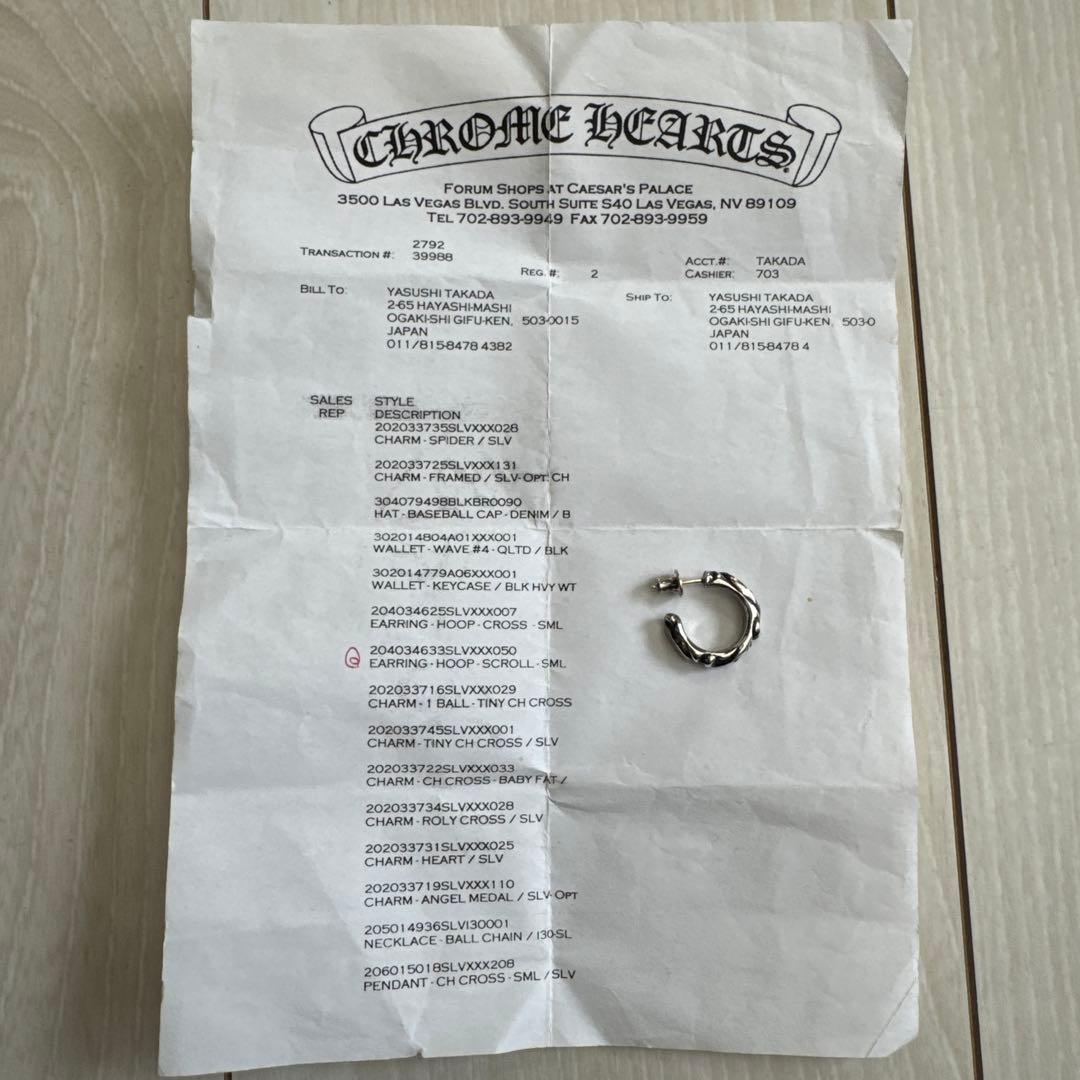 CHROME HEARTS
FORUM SHOPS AT CAESAR'S PALACE
3500 LAS VEGAS BLVD. SOUTH SUITE S40 LAS VEGAS, NV 89109
TEL 702-893-9949 FAX 702-893-9959
TRANSACTION #: 2792
39988
REG. #: 2
ACCT.#: TAKADA
CASHIER: 703
BILL TO: YASUSHI TAKADA
2-65 HAYASHI-MASHI
OGAKI-SHI GIFU-KEN, 503-0015
JAPAN
011/815-8478 4382
SHIP TO: YASUSHI TAKADA
2-65 HAYASHI-MASHI
OGAKI-SHI GIFU-KEN, 503-0
JAPAN
011/815-8478 4
SALES REP
STYLE DESCRIPTION
202033735SLVXXX028
CHARM - SPIDER / SLV
202033725SLVXXX131
CHARM - FRAMED / SLV- OPT: CH
304079498BLKBR0090
HAT - BASEBALL CAP - DENIM / B
302014804A01XXX001
WALLET - WAVE #4 - QLTD / BLK
302014779A06XXX001
WALLET - KEYCASE / BLK HVY WT
204034625SLVXXX007
EARRING - HOOP - CROSS - SML
204034633SLVXXX050
EARRING - HOOP - SCROLL - SML
202033716SLVXXX029
CHARM - 1 BALL - TINY CH CROSS
202033745SLVXXX001
CHARM - TINY CH CROSS / SLV
202033722SLVXXX033
CHARM - CH CROSS - BABY FAT /
202033734SLVXXX028
CHARM - ROLY CROSS / SLV
202033731SLVXXX025
CHARM - HEART / SLV
202033719SLVXXX110
CHARM - ANGEL MEDAL / SLV- OPT
205014936SLVI30001
NECKLACE - BALL CHAIN / I30-SL
206015018SLVXXX208
PENDANT - CH CROSS - SML / SLV